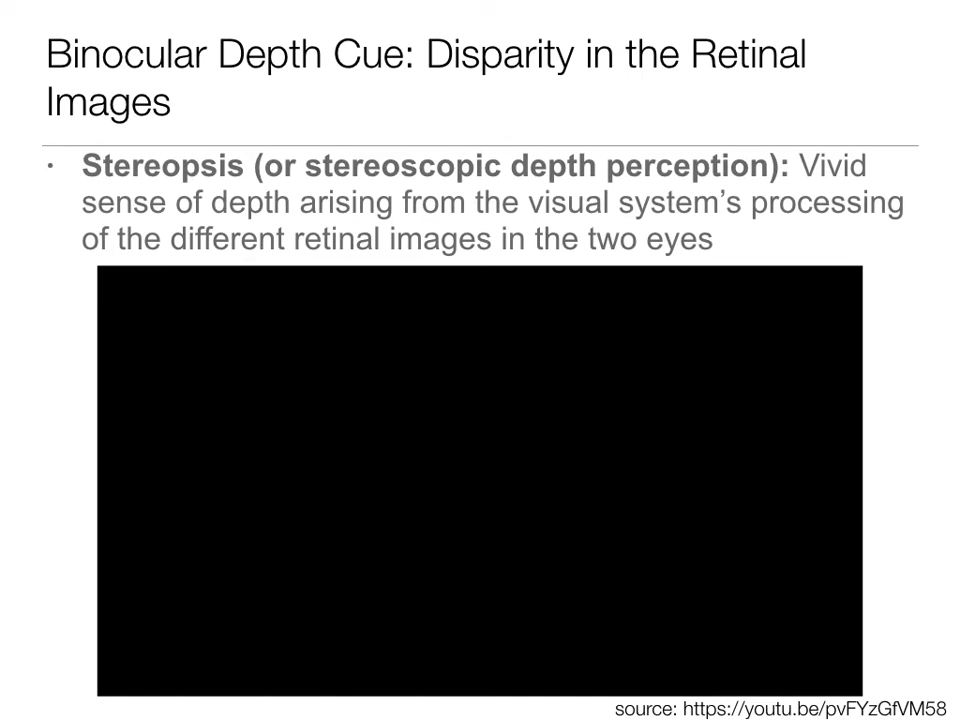 Binocular Depth Cue: Disparity in the Retinal
Images
• Stereopsis (or stereoscopic depth perception): Vivid
sense of depth arising from the visual system’s processing
of the different retinal images in the two eyes
source: https://youtu.be/pvFYzGfVM58